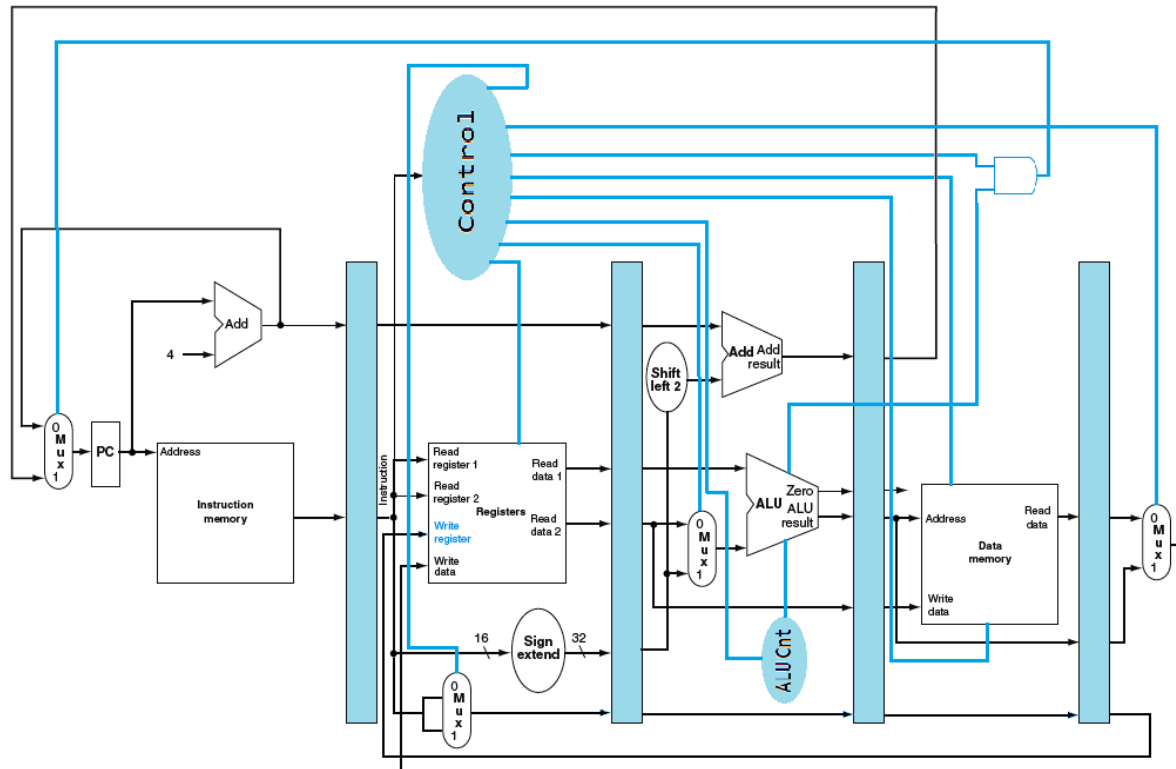 Control
Add
4
0
M
u
x
1
PC
Address
Instruction
memory
Instruction
Read
register 1
Read
register 2
Write
register
Write
data
Registers
Read
data 1
Read
data 2
16
Sign
extend
32
0
M
u
x
1
Shift
left 2
Add
Add
result
0
M
u
x
1
ALU
Zero
ALU
result
ALU Cnt
Address
Read
data
Data
memory
Write
data
0
M
u
x
1